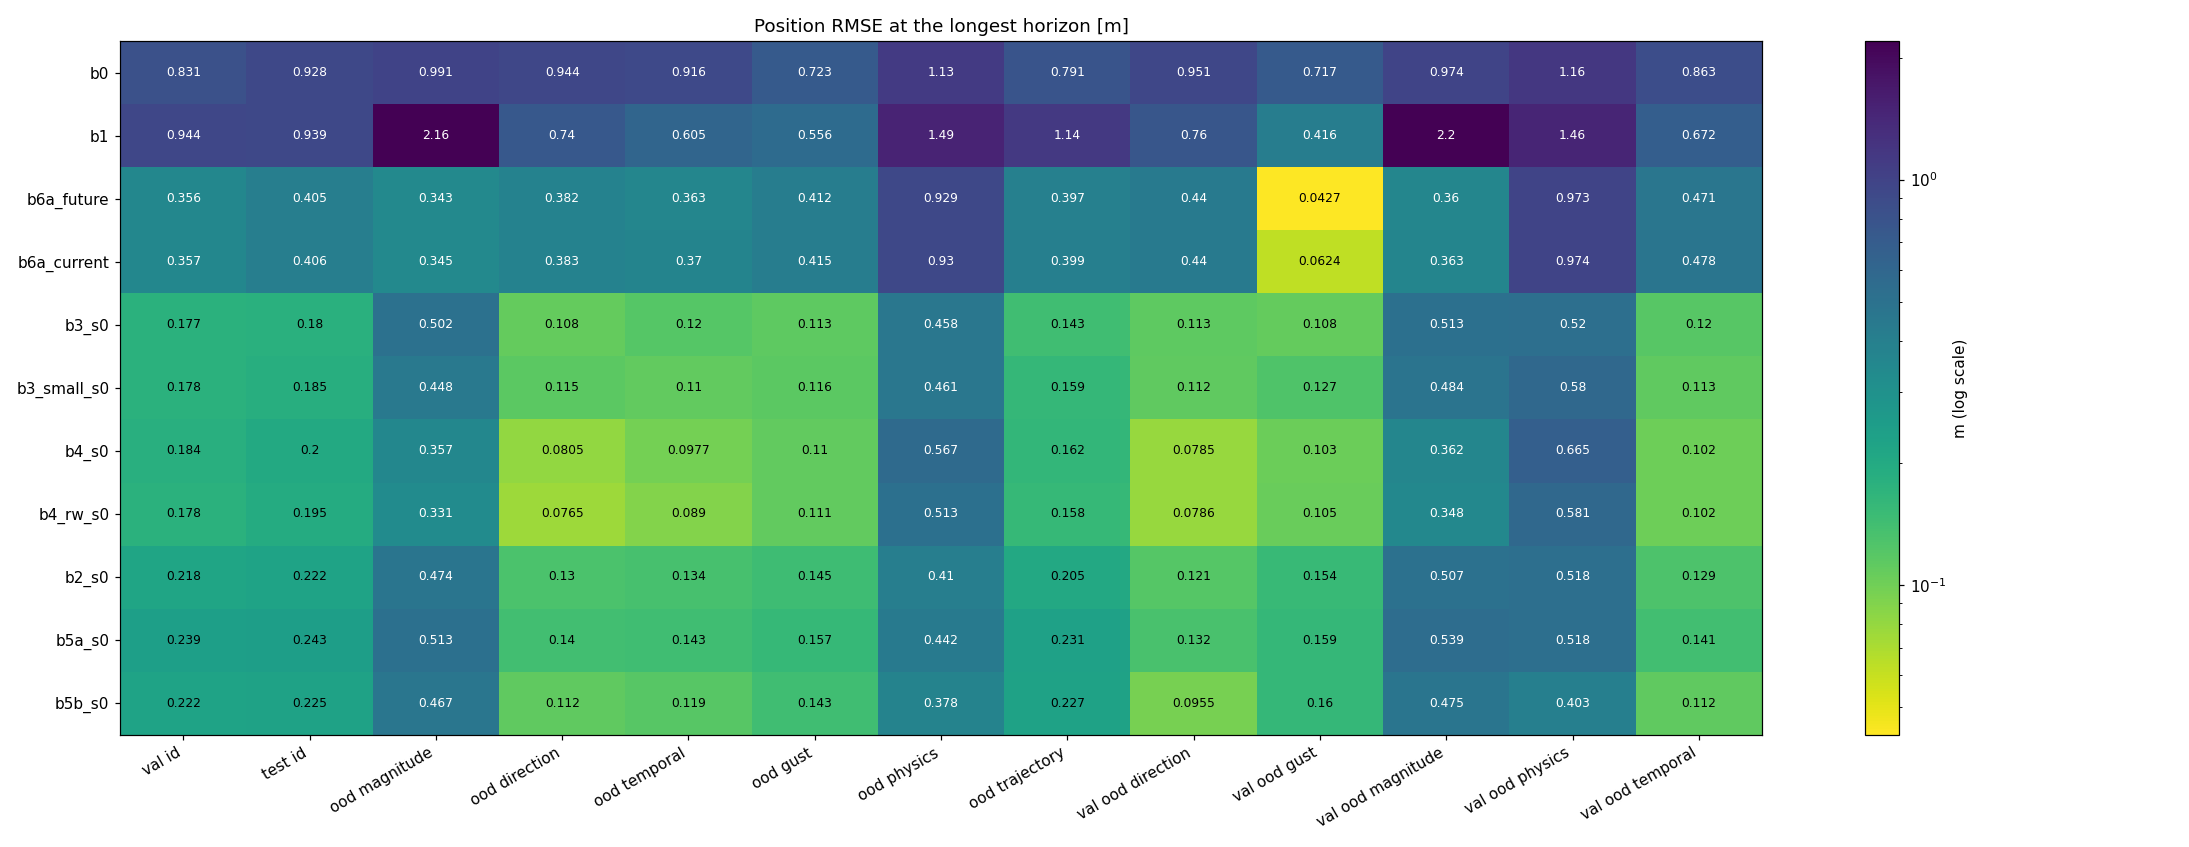 Position RMSE at the longest horizon [m]
b0 0.831 0.928 0.991 0.944 0.916 0.723 1.13 0.791 0.951 0.717 0.974 1.16 0.863
b1 0.944 0.939 2.16 0.74 0.605 0.556 1.49 1.14 0.76 0.416 2.2 1.46 0.672
b6a_future 0.356 0.405 0.343 0.382 0.363 0.412 0.929 0.397 0.44 0.0427 0.36 0.973 0.471
b6a_current 0.357 0.406 0.345 0.383 0.37 0.415 0.93 0.399 0.44 0.0624 0.363 0.974 0.478
b3_s0 0.177 0.18 0.502 0.108 0.12 0.113 0.458 0.143 0.113 0.108 0.513 0.52 0.12
b3_small_s0 0.178 0.185 0.448 0.115 0.11 0.116 0.461 0.159 0.112 0.127 0.484 0.58 0.113
b4_s0 0.184 0.2 0.357 0.0805 0.0977 0.11 0.567 0.162 0.0785 0.103 0.362 0.665 0.102
b4_rw_s0 0.178 0.195 0.331 0.0765 0.089 0.111 0.513 0.158 0.0786 0.105 0.348 0.581 0.102
b2_s0 0.218 0.222 0.474 0.13 0.134 0.145 0.41 0.205 0.121 0.154 0.507 0.518 0.129
b5a_s0 0.239 0.243 0.513 0.14 0.143 0.157 0.442 0.231 0.132 0.159 0.539 0.518 0.141
b5b_s0 0.222 0.225 0.467 0.112 0.119 0.143 0.378 0.227 0.0955 0.16 0.475 0.403 0.112
val id test id ood magnitude ood direction ood temporal ood gust ood physics ood trajectory val ood direction val ood gust val ood magnitude val ood physics val ood temporal
10⁰
10⁻¹
m (log scale)